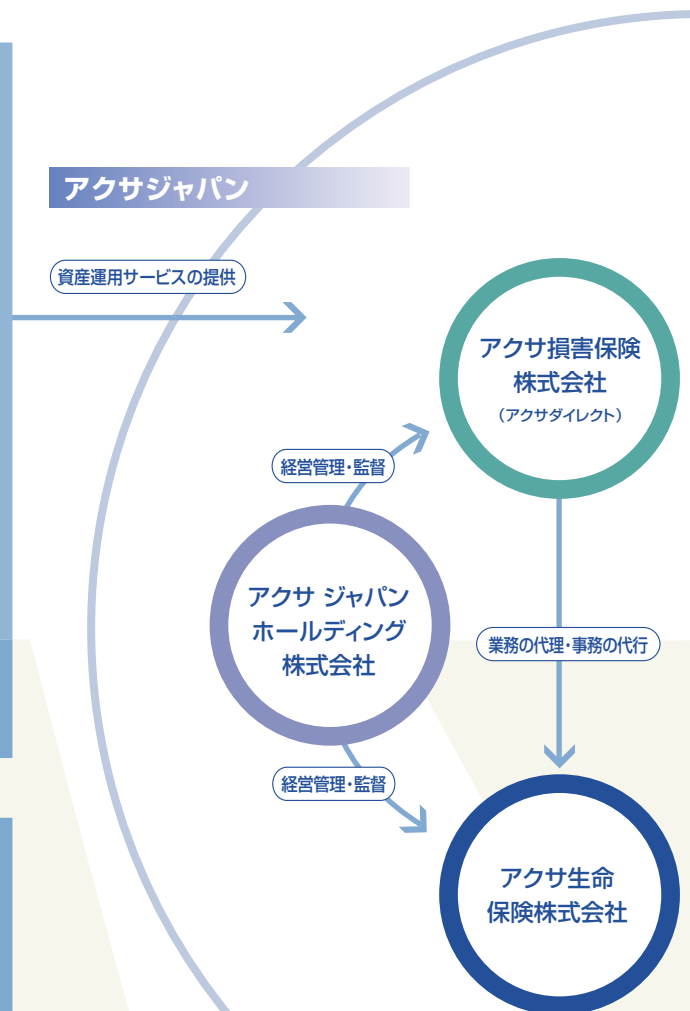 アクサジャパン
資産運用サービスの提供
アクサ損害保険
株式会社
（アクサダイレクト）
経営管理・監督
アクサ ジャパン
ホールディング
株式会社
業務の代理・事務の代行
経営管理・監督
アクサ生命
保険株式会社